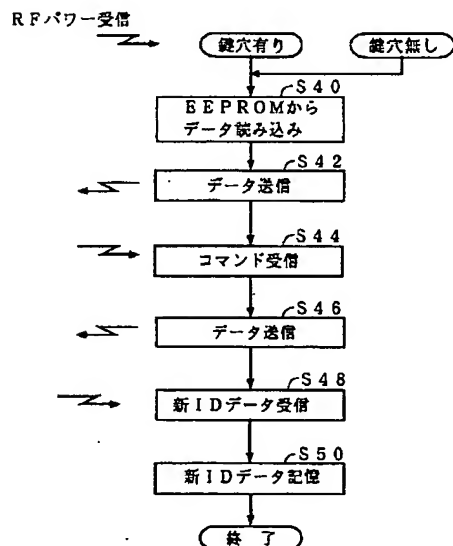 RFパワー受信
鍵穴有り
鍵穴無し
S40
EEPROMから
データ読み込み
S42
データ送信
S44
コマンド受信
S46
データ送信
S48
新IDデータ受信
S50
新IDデータ記憶
終 了